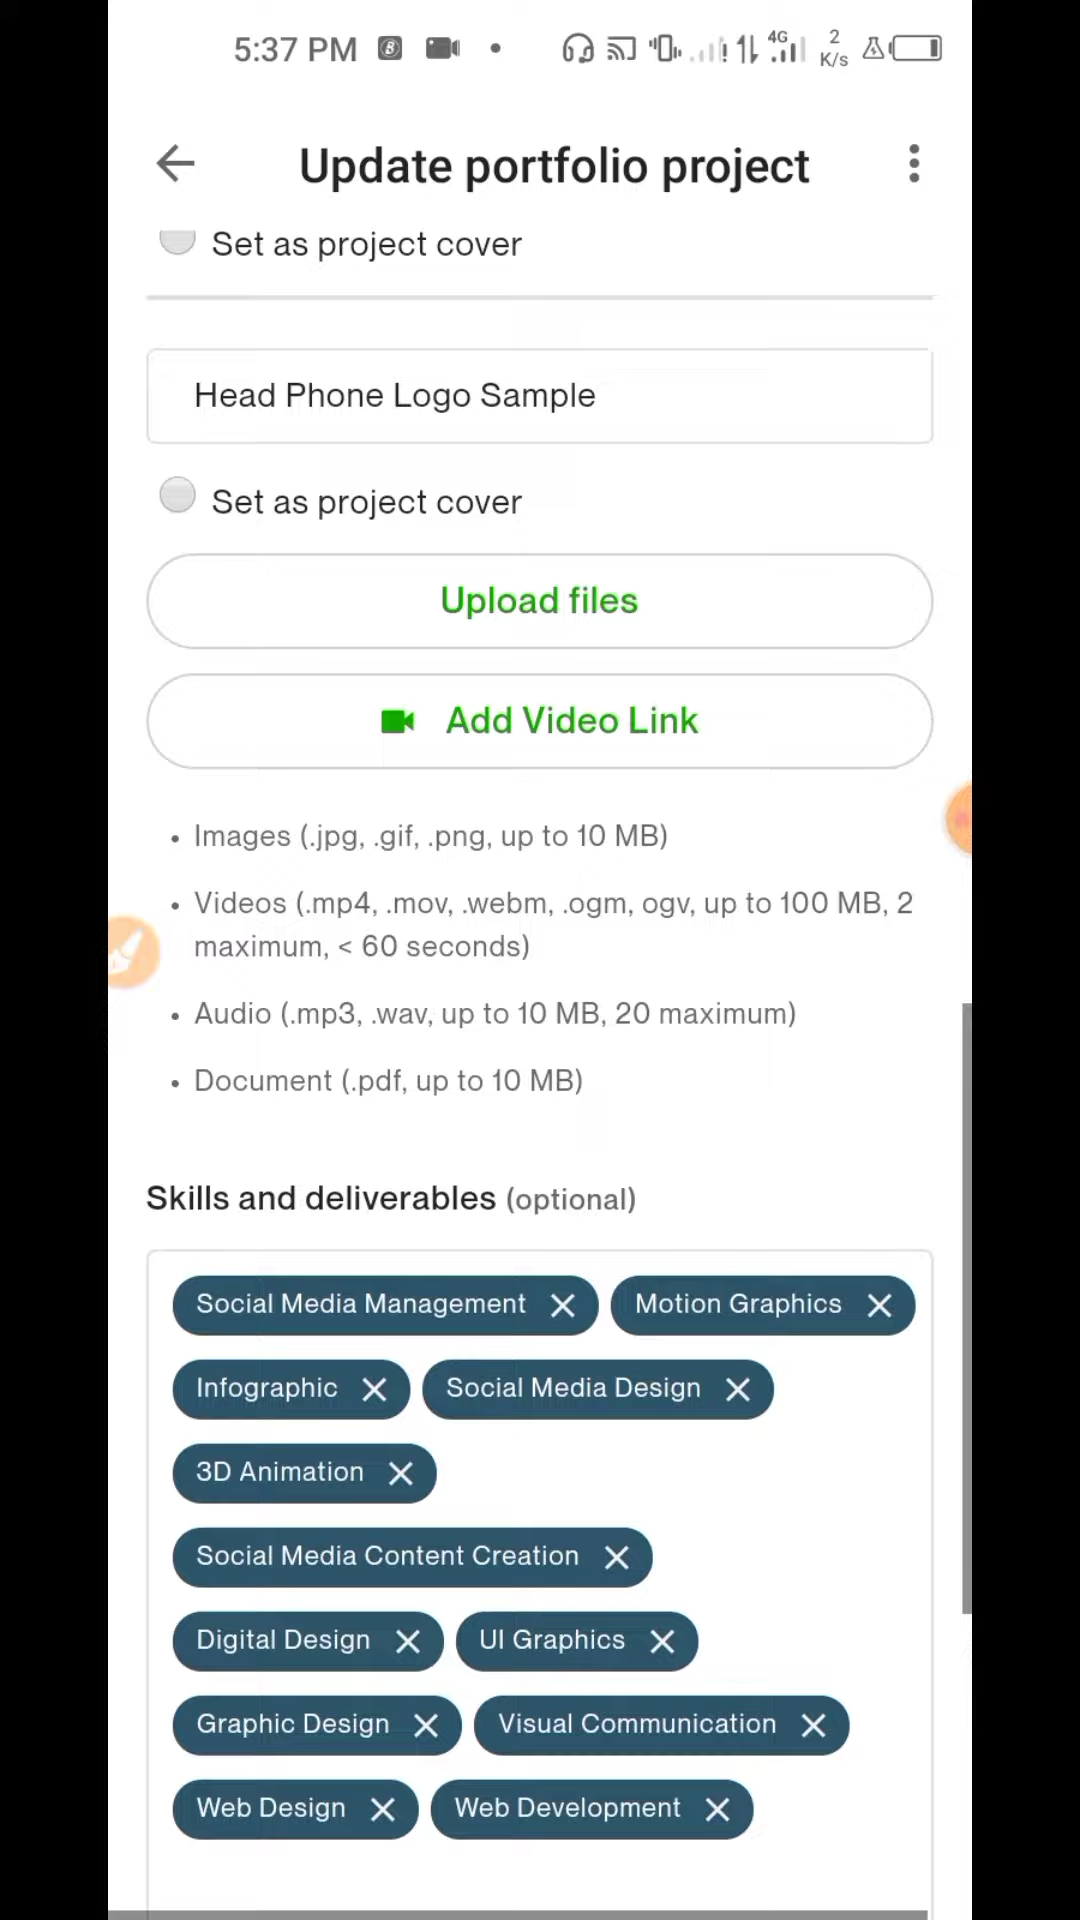 5:37 PM
4G
2
K/s
Update portfolio project
Set as project cover
Head Phone Logo Sample
Set as project cover
Upload files
Add Video Link
• Images (.jpg, .gif, .png, up to 10 MB)
• Videos (.mp4, .mov, .webm, .ogm, ogv, up to 100 MB, 2
maximum, < 60 seconds)
• Audio (.mp3, .wav, up to 10 MB, 20 maximum)
• Document (.pdf, up to 10 MB)
Skills and deliverables (optional)
Social Media Management
Motion Graphics
Infographic
Social Media Design
3D Animation
Social Media Content Creation
Digital Design
UI Graphics
Graphic Design
Visual Communication
Web Design
Web Development